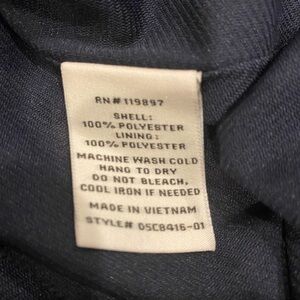 RN# 119897
SHELL:
100% POLYESTER
LINING:
100% POLYESTER
MACHINE WASH COLD
HANG TO DRY
DO NOT BLEACH,
COOL IRON IF NEEDED
MADE IN VIETNAM
STYLE# 05C8416-01